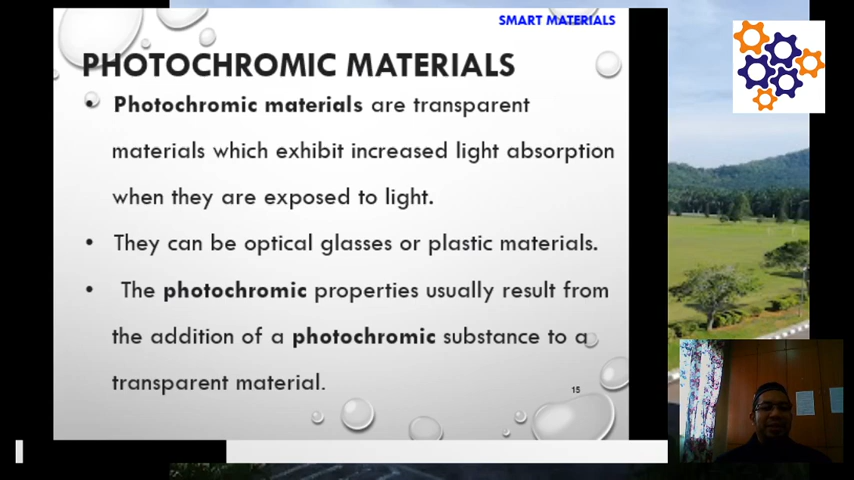 SMART MATERIALS
PHOTOCHROMIC MATERIALS
• Photochromic materials are transparent
materials which exhibit increased light absorption
when they are exposed to light.
• They can be optical glasses or plastic materials.
• The photochromic properties usually result from
the addition of a photochromic substance to a
transparent material.
15